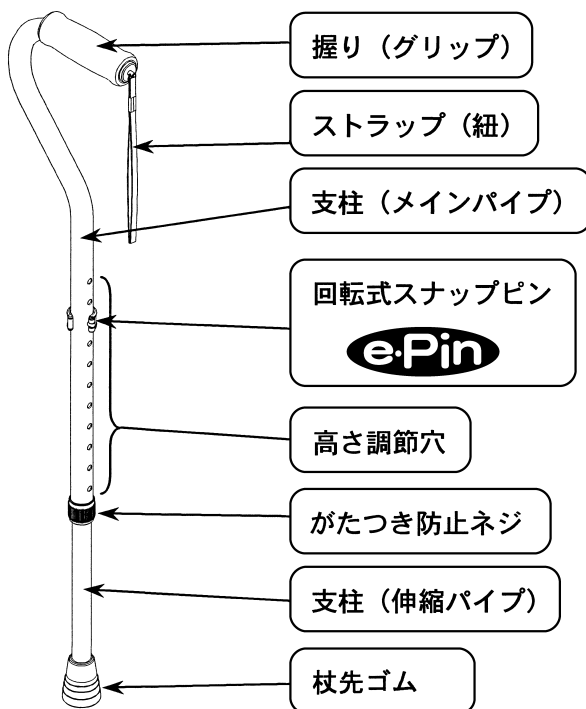 握り（グリップ）
ストラップ（紐）
支柱（メインパイプ）
回転式スナップピン
e·Pin
高さ調節穴
がたつき防止ネジ
支柱（伸縮パイプ）
杖先ゴム